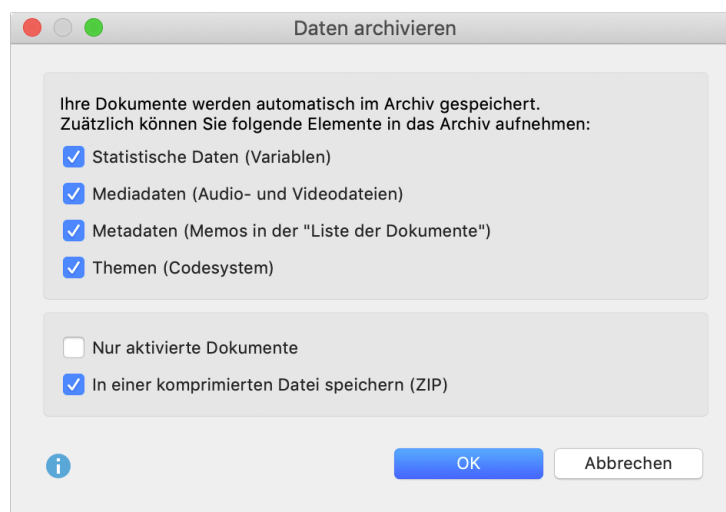 Daten archivieren
Ihre Dokumente werden automatisch im Archiv gespeichert.
Zuätzlich können Sie folgende Elemente in das Archiv aufnehmen:
Statistische Daten (Variablen)
Mediadaten (Audio- und Videodateien)
Metadaten (Memos in der "Liste der Dokumente")
Themen (Codesystem)
Nur aktivierte Dokumente
In einer komprimierten Datei speichern (ZIP)
OK
Abbrechen